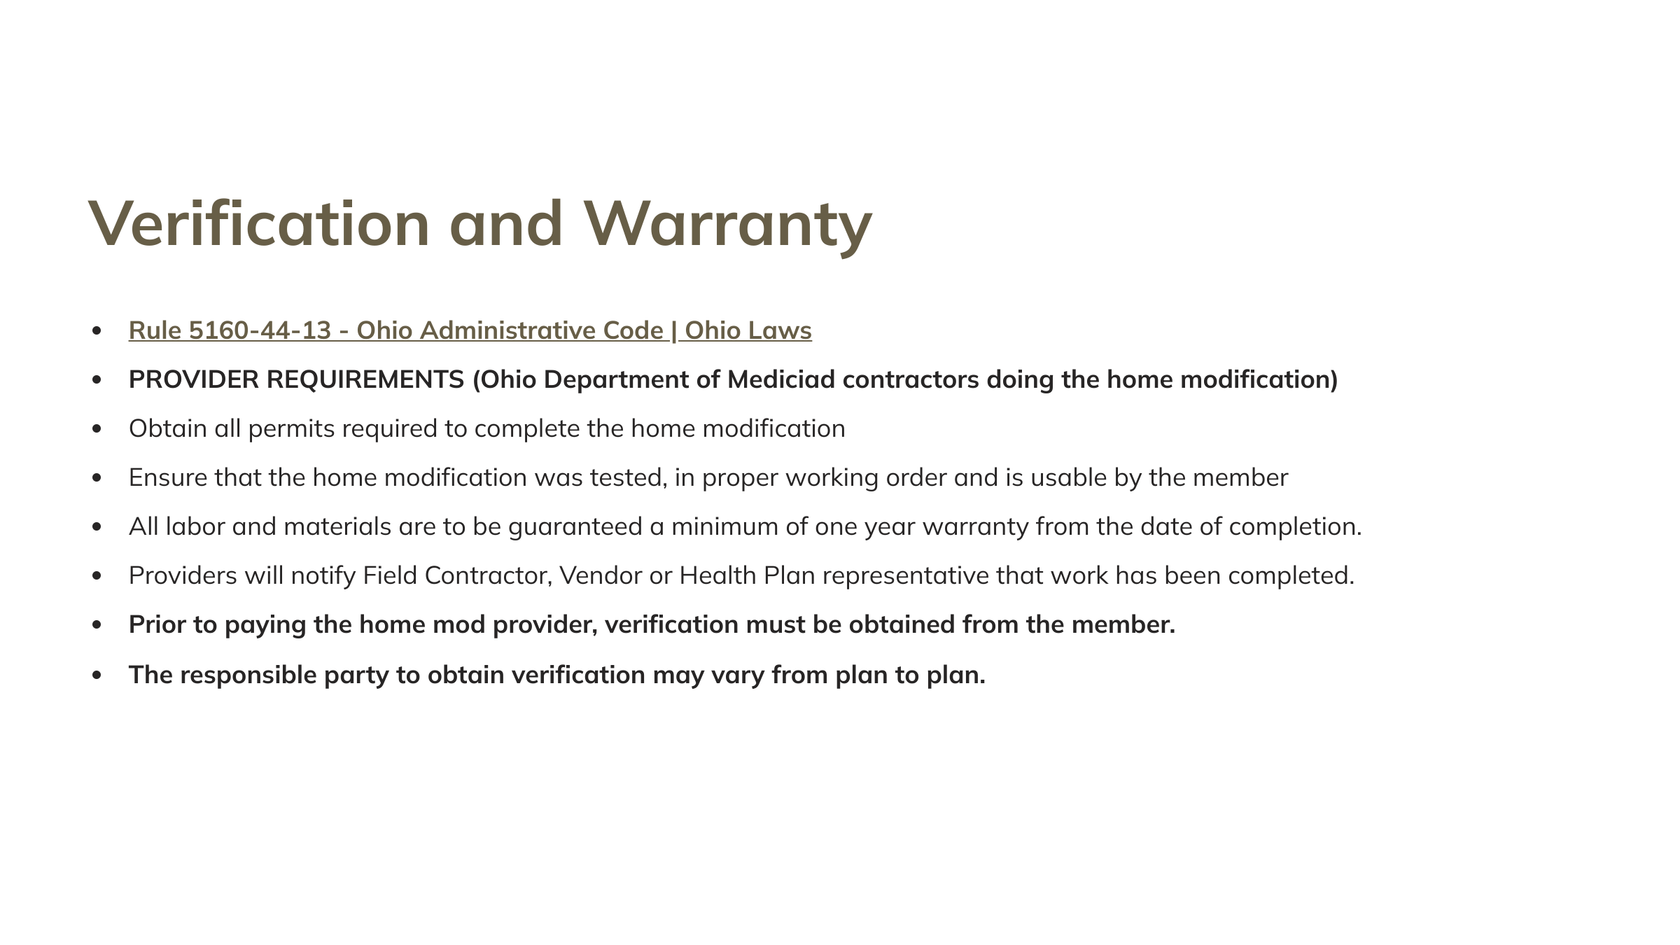 Verification and Warranty
• Rule 5160-44-13 - Ohio Administrative Code | Ohio Laws
• PROVIDER REQUIREMENTS (Ohio Department of Mediciad contractors doing the home modification)
• Obtain all permits required to complete the home modification
• Ensure that the home modification was tested, in proper working order and is usable by the member
• All labor and materials are to be guaranteed a minimum of one year warranty from the date of completion.
• Providers will notify Field Contractor, Vendor or Health Plan representative that work has been completed.
• Prior to paying the home mod provider, verification must be obtained from the member.
• The responsible party to obtain verification may vary from plan to plan.